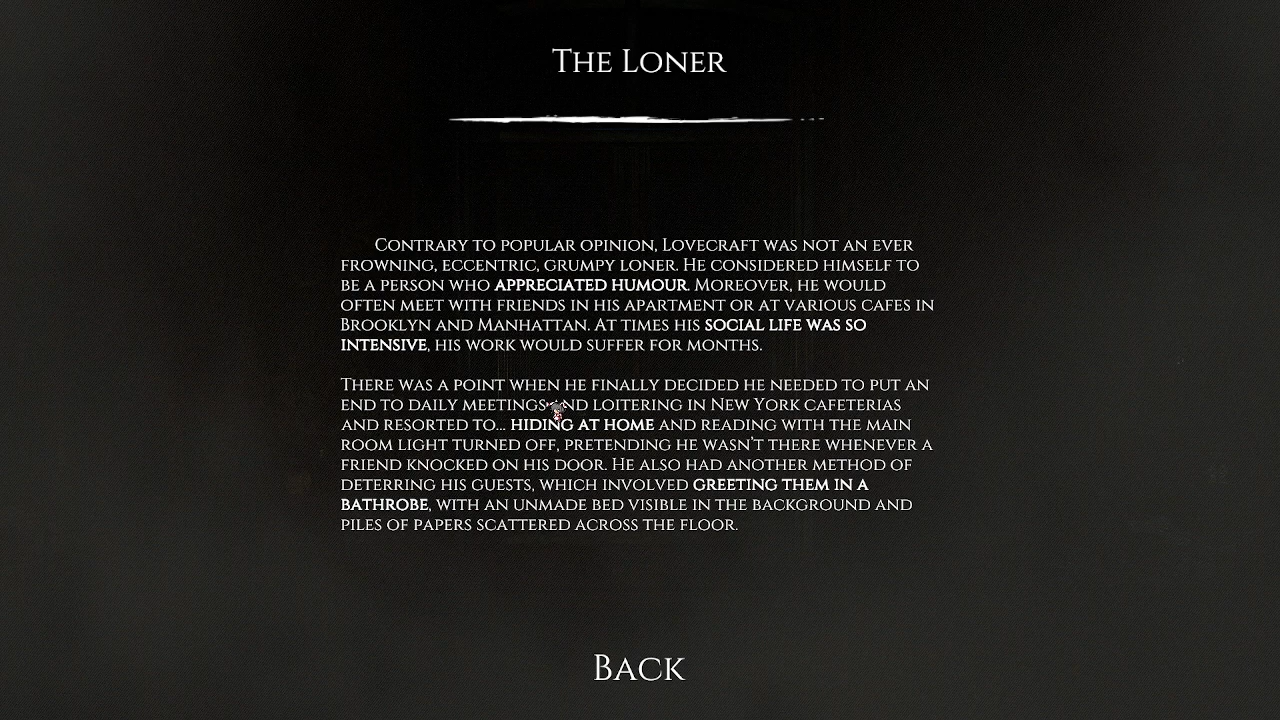 The Loner
Contrary to popular opinion, Lovecraft was not an ever
frowning, eccentric, grumpy loner. He considered himself to
be a person who appreciated humour. Moreover, he would
often meet with friends in his apartment or at various cafes in
Brooklyn and Manhattan. At times his social life was so
intensive, his work would suffer for months.
There was a point when he finally decided he needed to put an
end to daily meetings and loitering in New York cafeterias
and resorted to... hiding at home and reading with the main
room light turned off, pretending he wasn't there whenever a
friend knocked on his door. He also had another method of
deterring his guests, which involved greeting them in a
bathrobe, with an unmade bed visible in the background and
piles of papers scattered across the floor.
Back